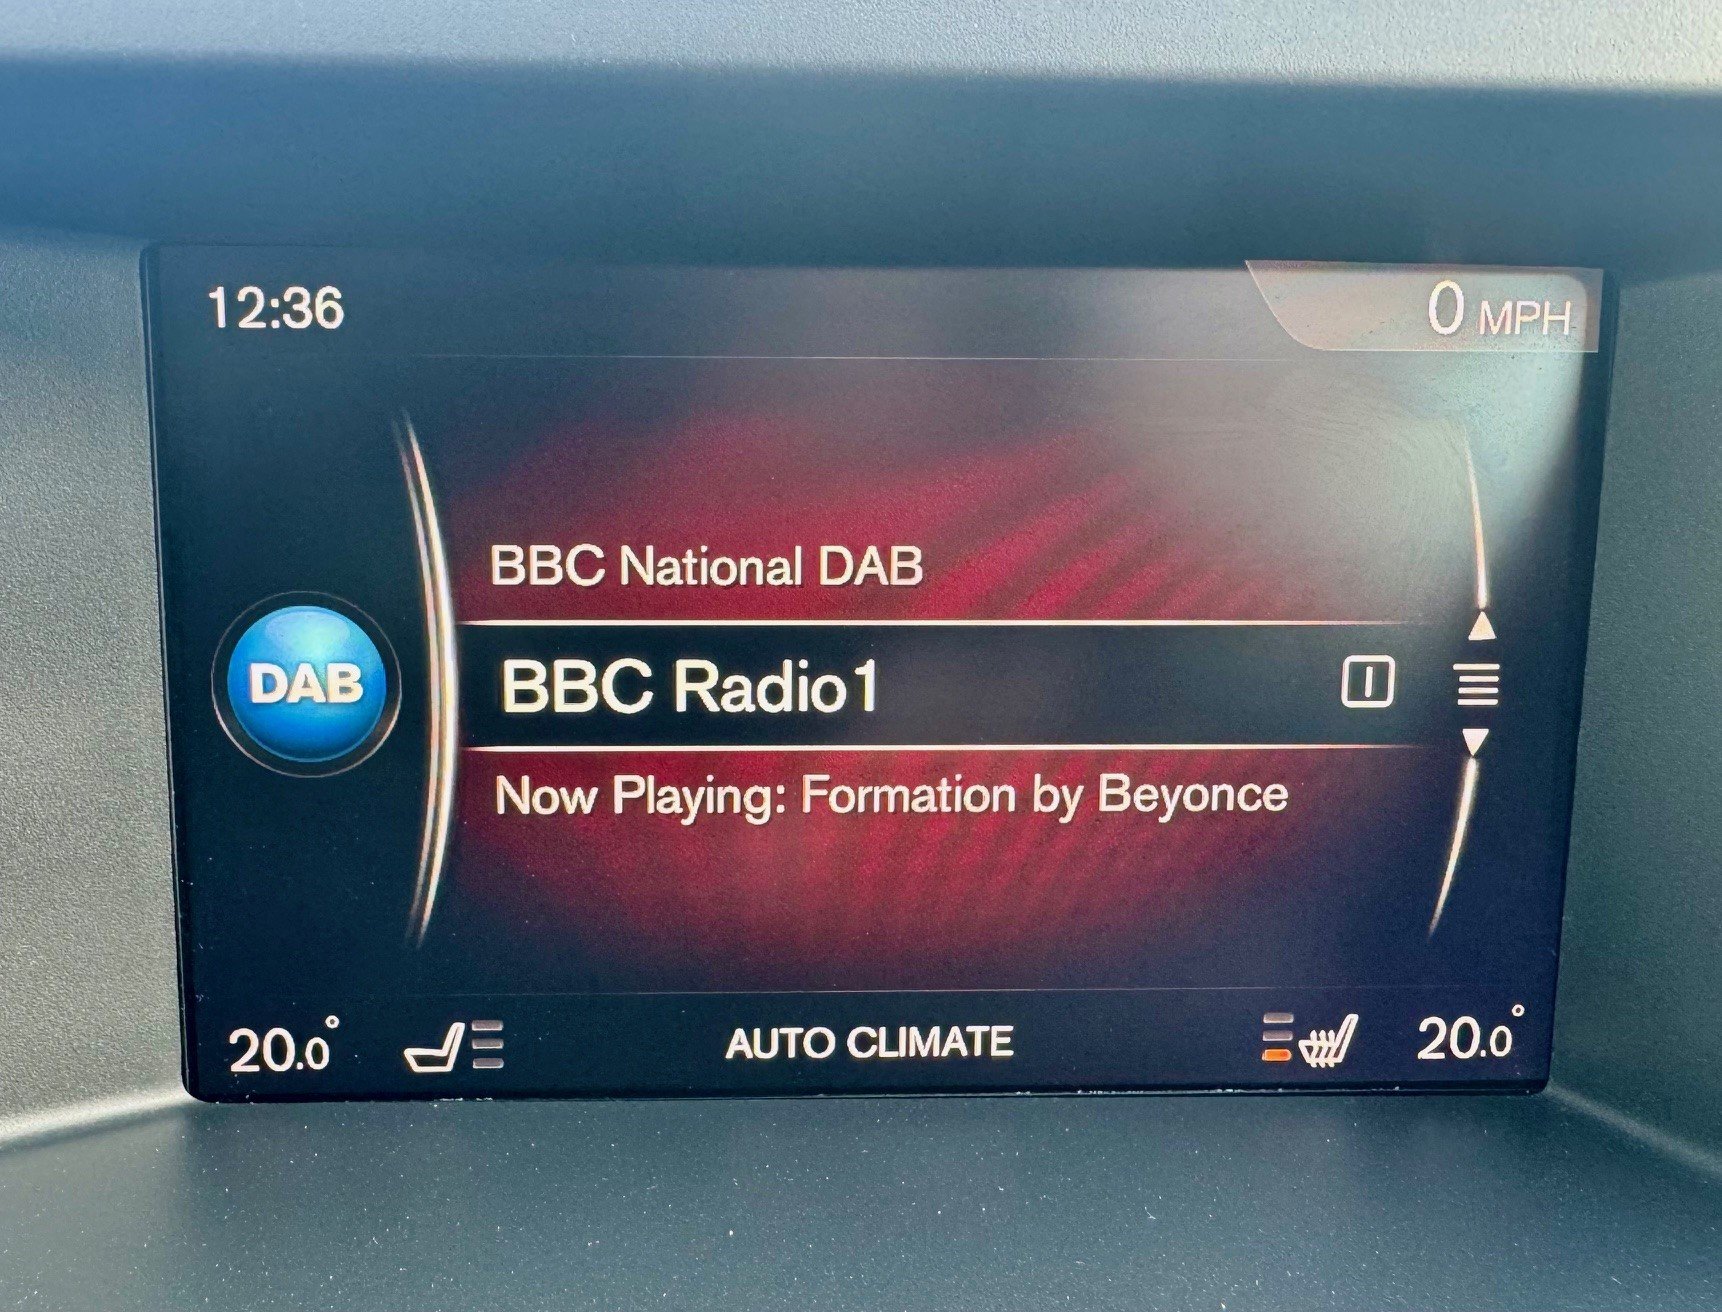 12:36
0 MPH
BBC National DAB
DAB
BBC Radio1 1
Now Playing: Formation by Beyonce
20.0°
AUTO CLIMATE
20.0°